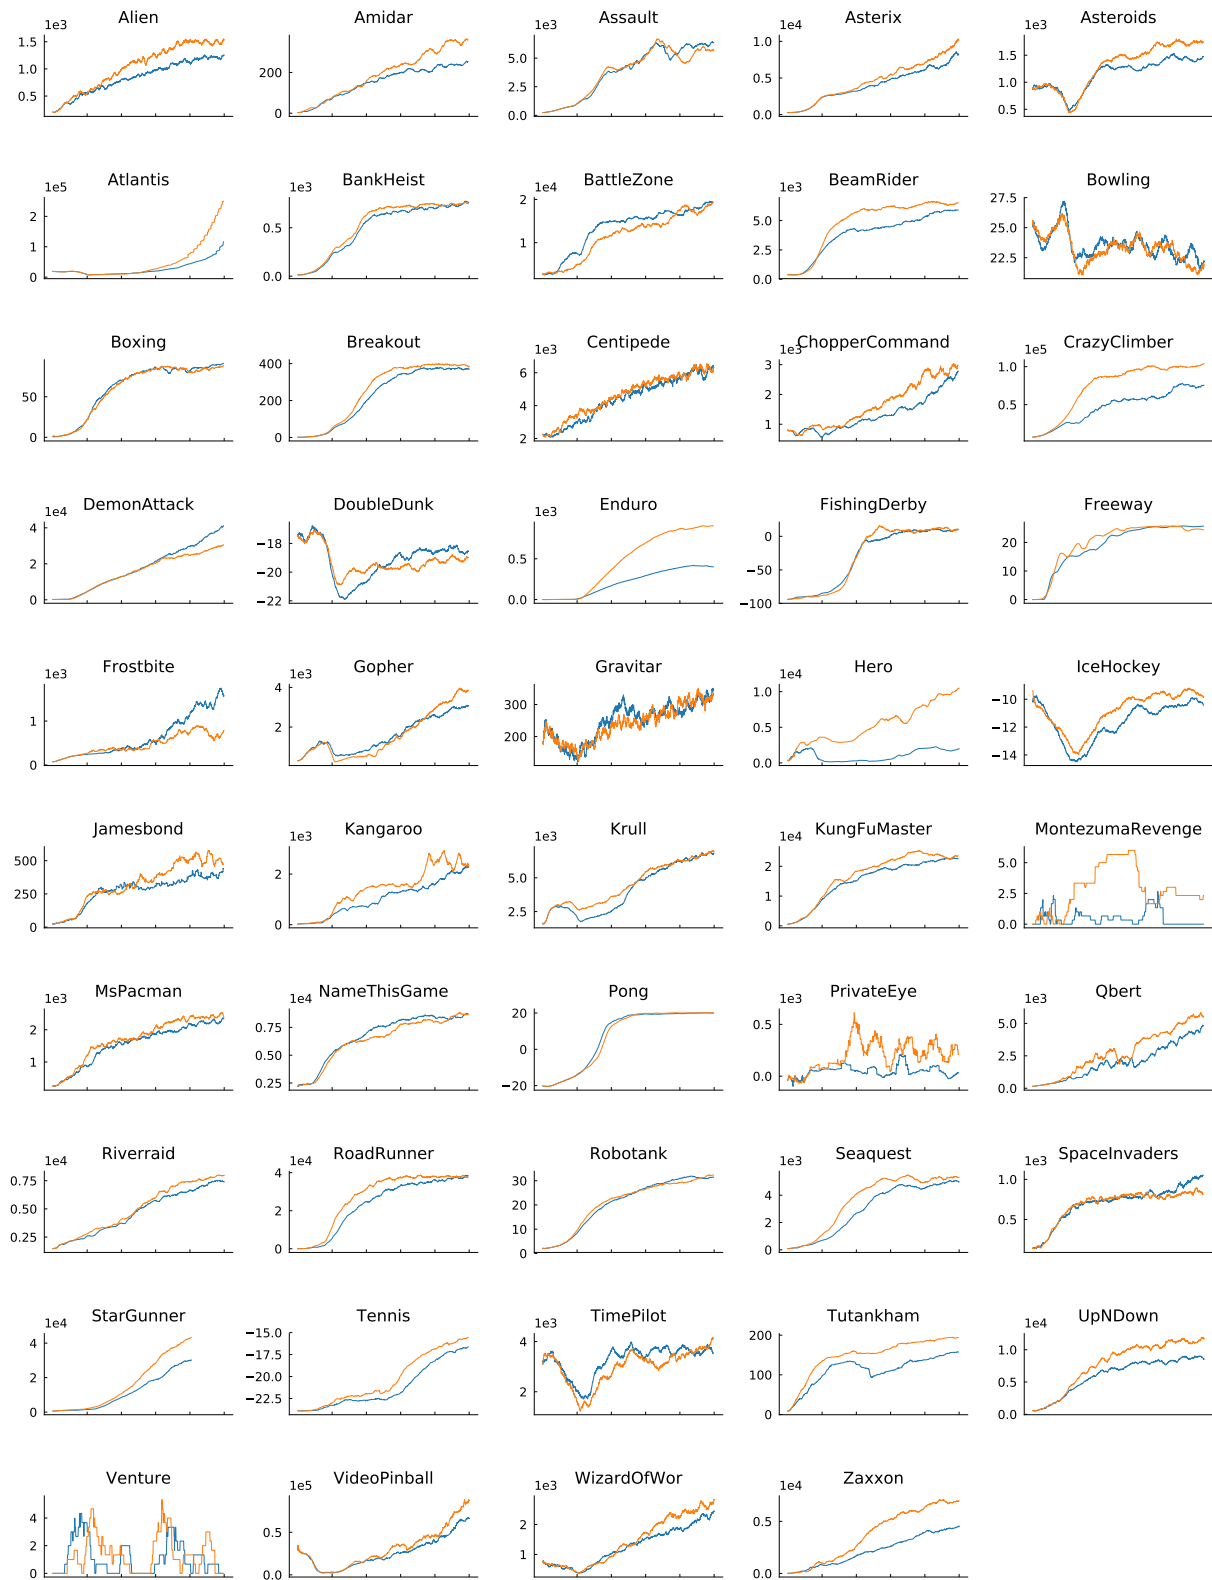 Alien Amidar Assault Asterix Asteroids
1e3 1e3 1e4 1e3
1.5 1.0 0.5
200 0
5.0 2.5 0.0
1.0 0.5 0.0
1.5 1.0 0.5
Atlantis BankHeist BattleZone BeamRider Bowling
1e5 1e3 1e4 1e3
2 1 0
0.5 0.0
2 1
5.0 2.5 0.0
27.5 25.0 22.5
Boxing Breakout Centipede ChopperCommand CrazyClimber
1e3 1e3 1e5
50 0
400 200 0
6 4 2
3 2 1
1.0 0.5
DemonAttack DoubleDunk Enduro FishingDerby Freeway
1e4 1e3
4 2 0
−18 −20 −22
0.5 0.0
0 −50 −100
20 10 0
Frostbite Gopher Gravitar Hero IceHockey
1e3 1e3 1e4
1 0
4 2 0
300 200
1.0 0.5 0.0
−10 −12 −14
Jamesbond Kangaroo Krull KungFuMaster MontezumaRevenge
1e3 1e3 1e4
500 250 0
2 0
5.0 2.5
2 1 0
5.0 2.5 0.0
MsPacman NameThisGame Pong PrivateEye Qbert
1e3 1e4 1e3 1e3
2 1
0.75 0.50 0.25
20 0 −20
0.5 0.0
5.0 2.5 0.0
Riverraid RoadRunner Robotank Seaquest SpaceInvaders
1e4 1e4 1e3 1e3
0.75 0.50 0.25
4 2 0
30 20 10 0
4 2 0
1.0 0.5
StarGunner Tennis TimePilot Tutankham UpNDown
1e4 1e3 1e4
4 2 0
−15.0 −17.5 −20.0 −22.5
4 2
200 100 0
1.0 0.5 0.0
Venture VideoPinball WizardOfWor Zaxxon
1e5 1e3 1e4
4 2 0
0.5 0.0
2 1
0.5 0.0